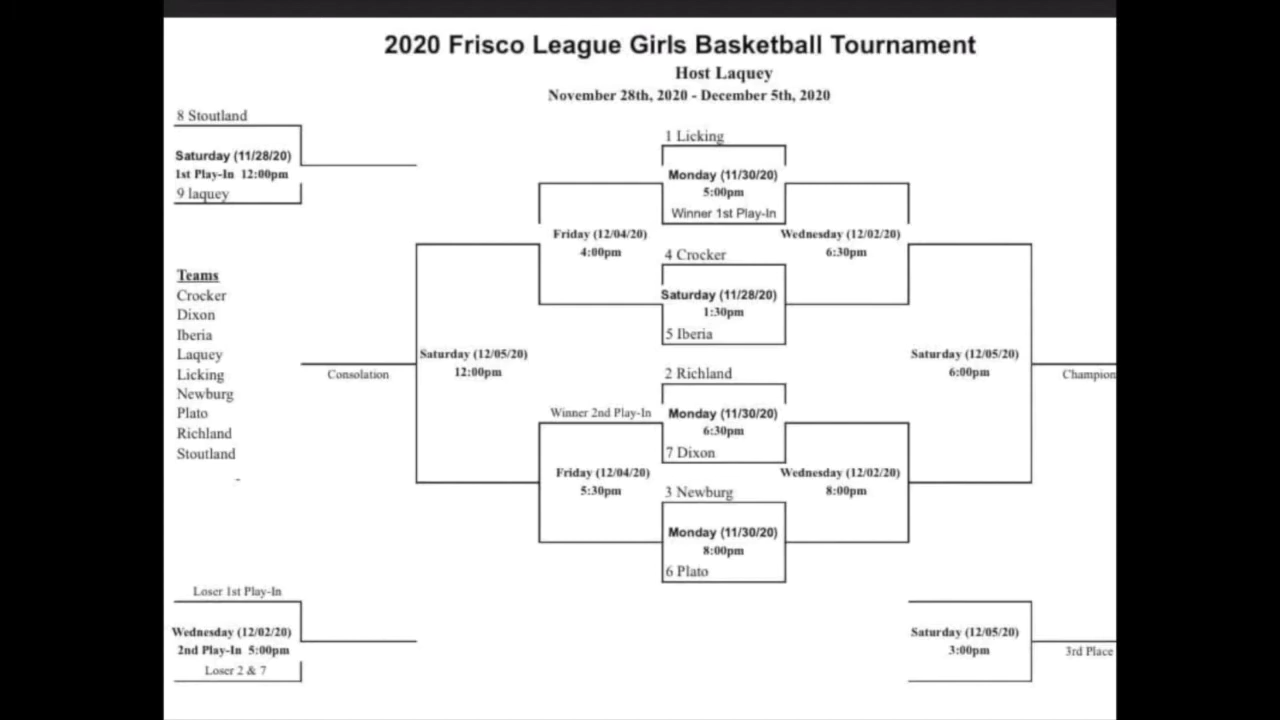 2020 Frisco League Girls Basketball Tournament
Host Laquey
November 28th, 2020 - December 5th, 2020
8 Stoutland
Saturday (11/28/20)
1st Play-In 12:00pm
9 laquey
Teams
Crocker
Dixon
Iberia
Laquey
Licking
Newburg
Plato
Richland
Stoutland
-
Consolation
Saturday (12/05/20)
12:00pm
Friday (12/04/20)
4:00pm
Winner 2nd Play-In
Friday (12/04/20)
5:30pm
1 Licking
Monday (11/30/20)
5:00pm
Winner 1st Play-In
4 Crocker
Saturday (11/28/20)
1:30pm
5 Iberia
2 Richland
Monday (11/30/20)
6:30pm
7 Dixon
3 Newburg
Monday (11/30/20)
8:00pm
6 Plato
Wednesday (12/02/20)
6:30pm
Wednesday (12/02/20)
8:00pm
Saturday (12/05/20)
6:00pm
Champion
Loser 1st Play-In
Wednesday (12/02/20)
2nd Play-In 5:00pm
Loser 2 & 7
Saturday (12/05/20)
3:00pm
3rd Place